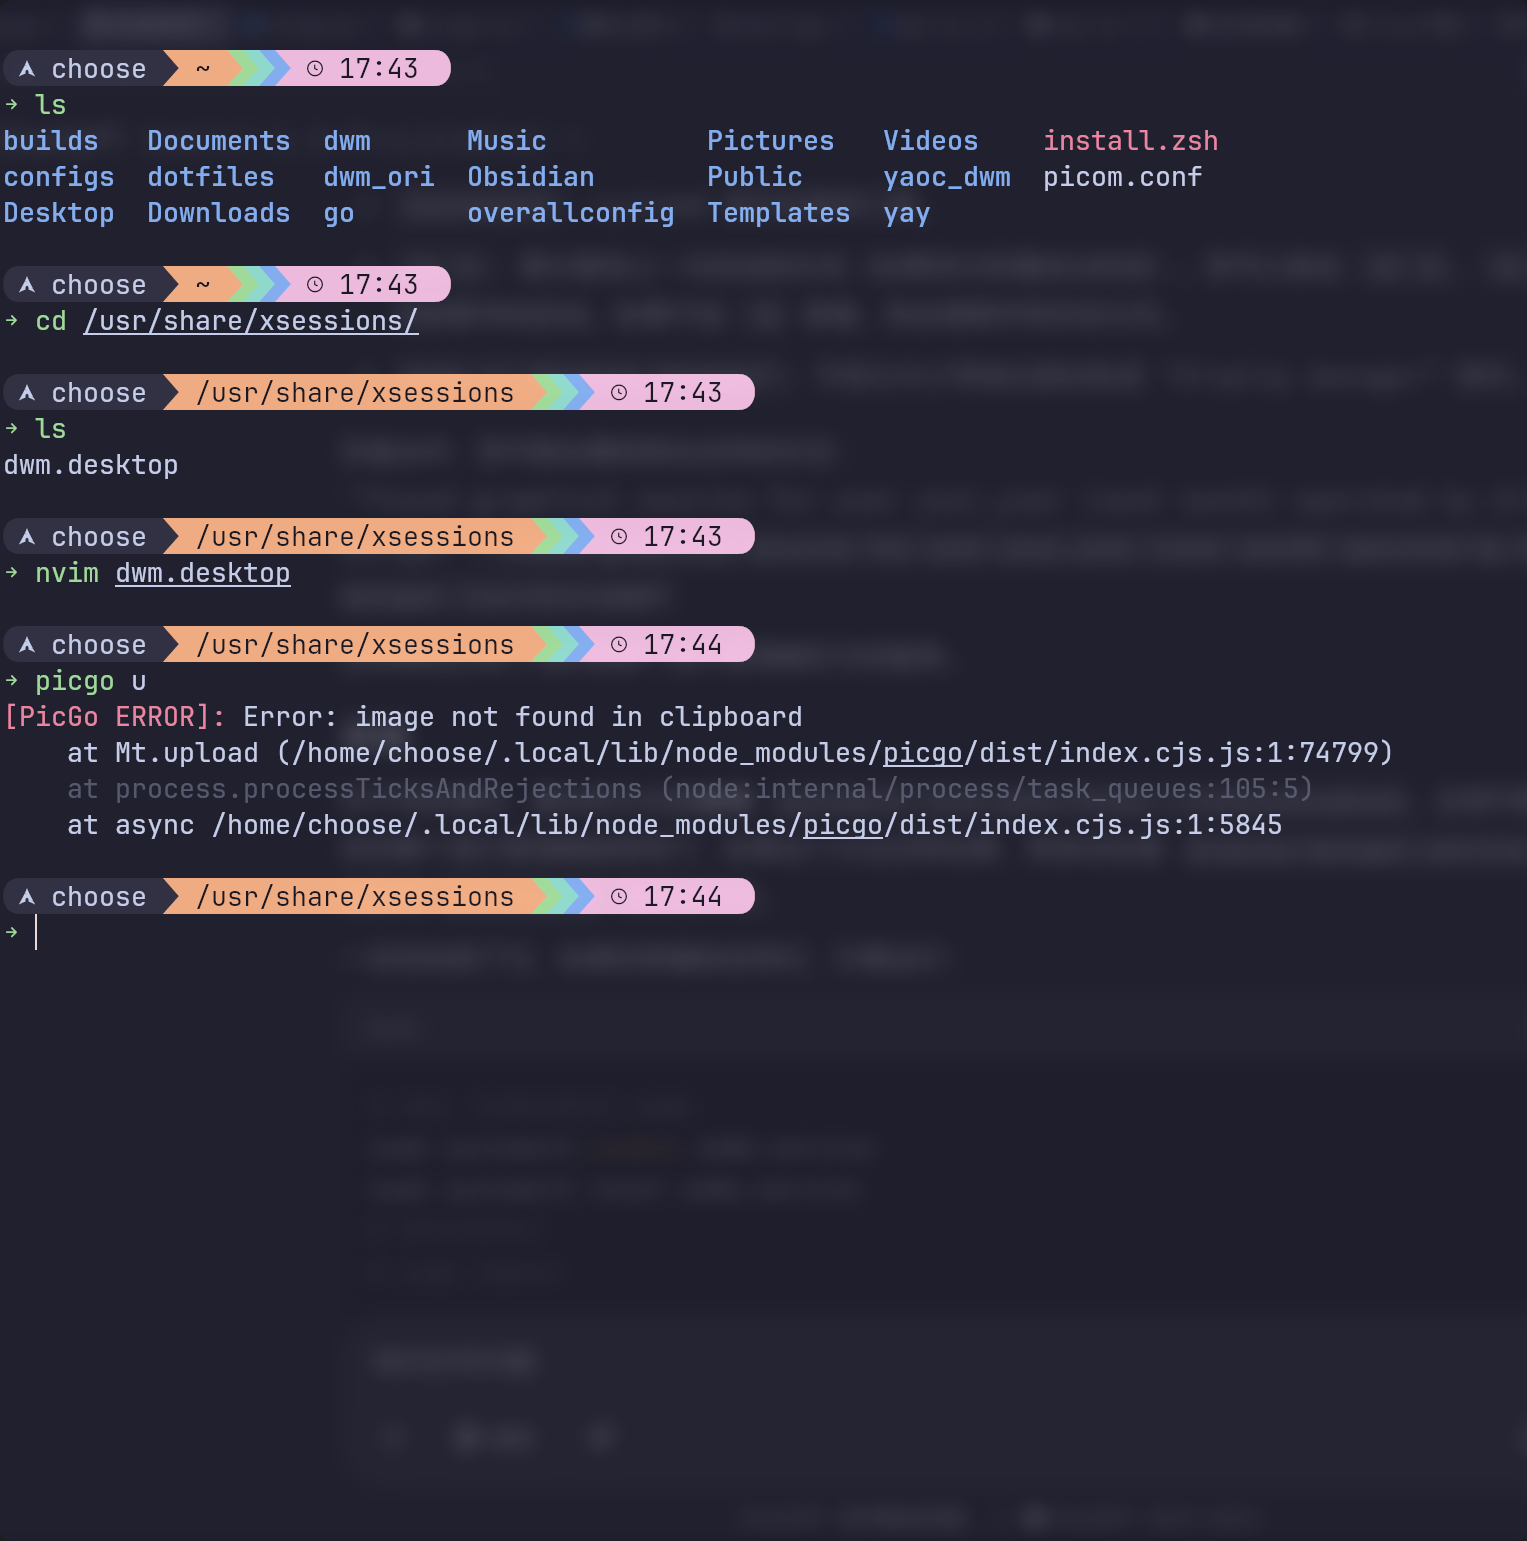 choose ~ 17:43
→ ls
builds Documents dwm Music Pictures Videos install.zsh
configs dotfiles dwm_ori Obsidian Public yaoc_dwm picom.conf
Desktop Downloads go overallconfig Templates yay
choose ~ 17:43
→ cd /usr/share/xsessions/
choose /usr/share/xsessions 17:43
→ ls
dwm.desktop
choose /usr/share/xsessions 17:43
→ nvim dwm.desktop
choose /usr/share/xsessions 17:44
→ picgo u
[PicGo ERROR]: Error: image not found in clipboard
at Mt.upload (/home/choose/.local/lib/node_modules/picgo/dist/index.cjs.js:1:74799)
at process.processTicksAndRejections (node:internal/process/task_queues:105:5)
at async /home/choose/.local/lib/node_modules/picgo/dist/index.cjs.js:1:5845
choose /usr/share/xsessions 17:44
→